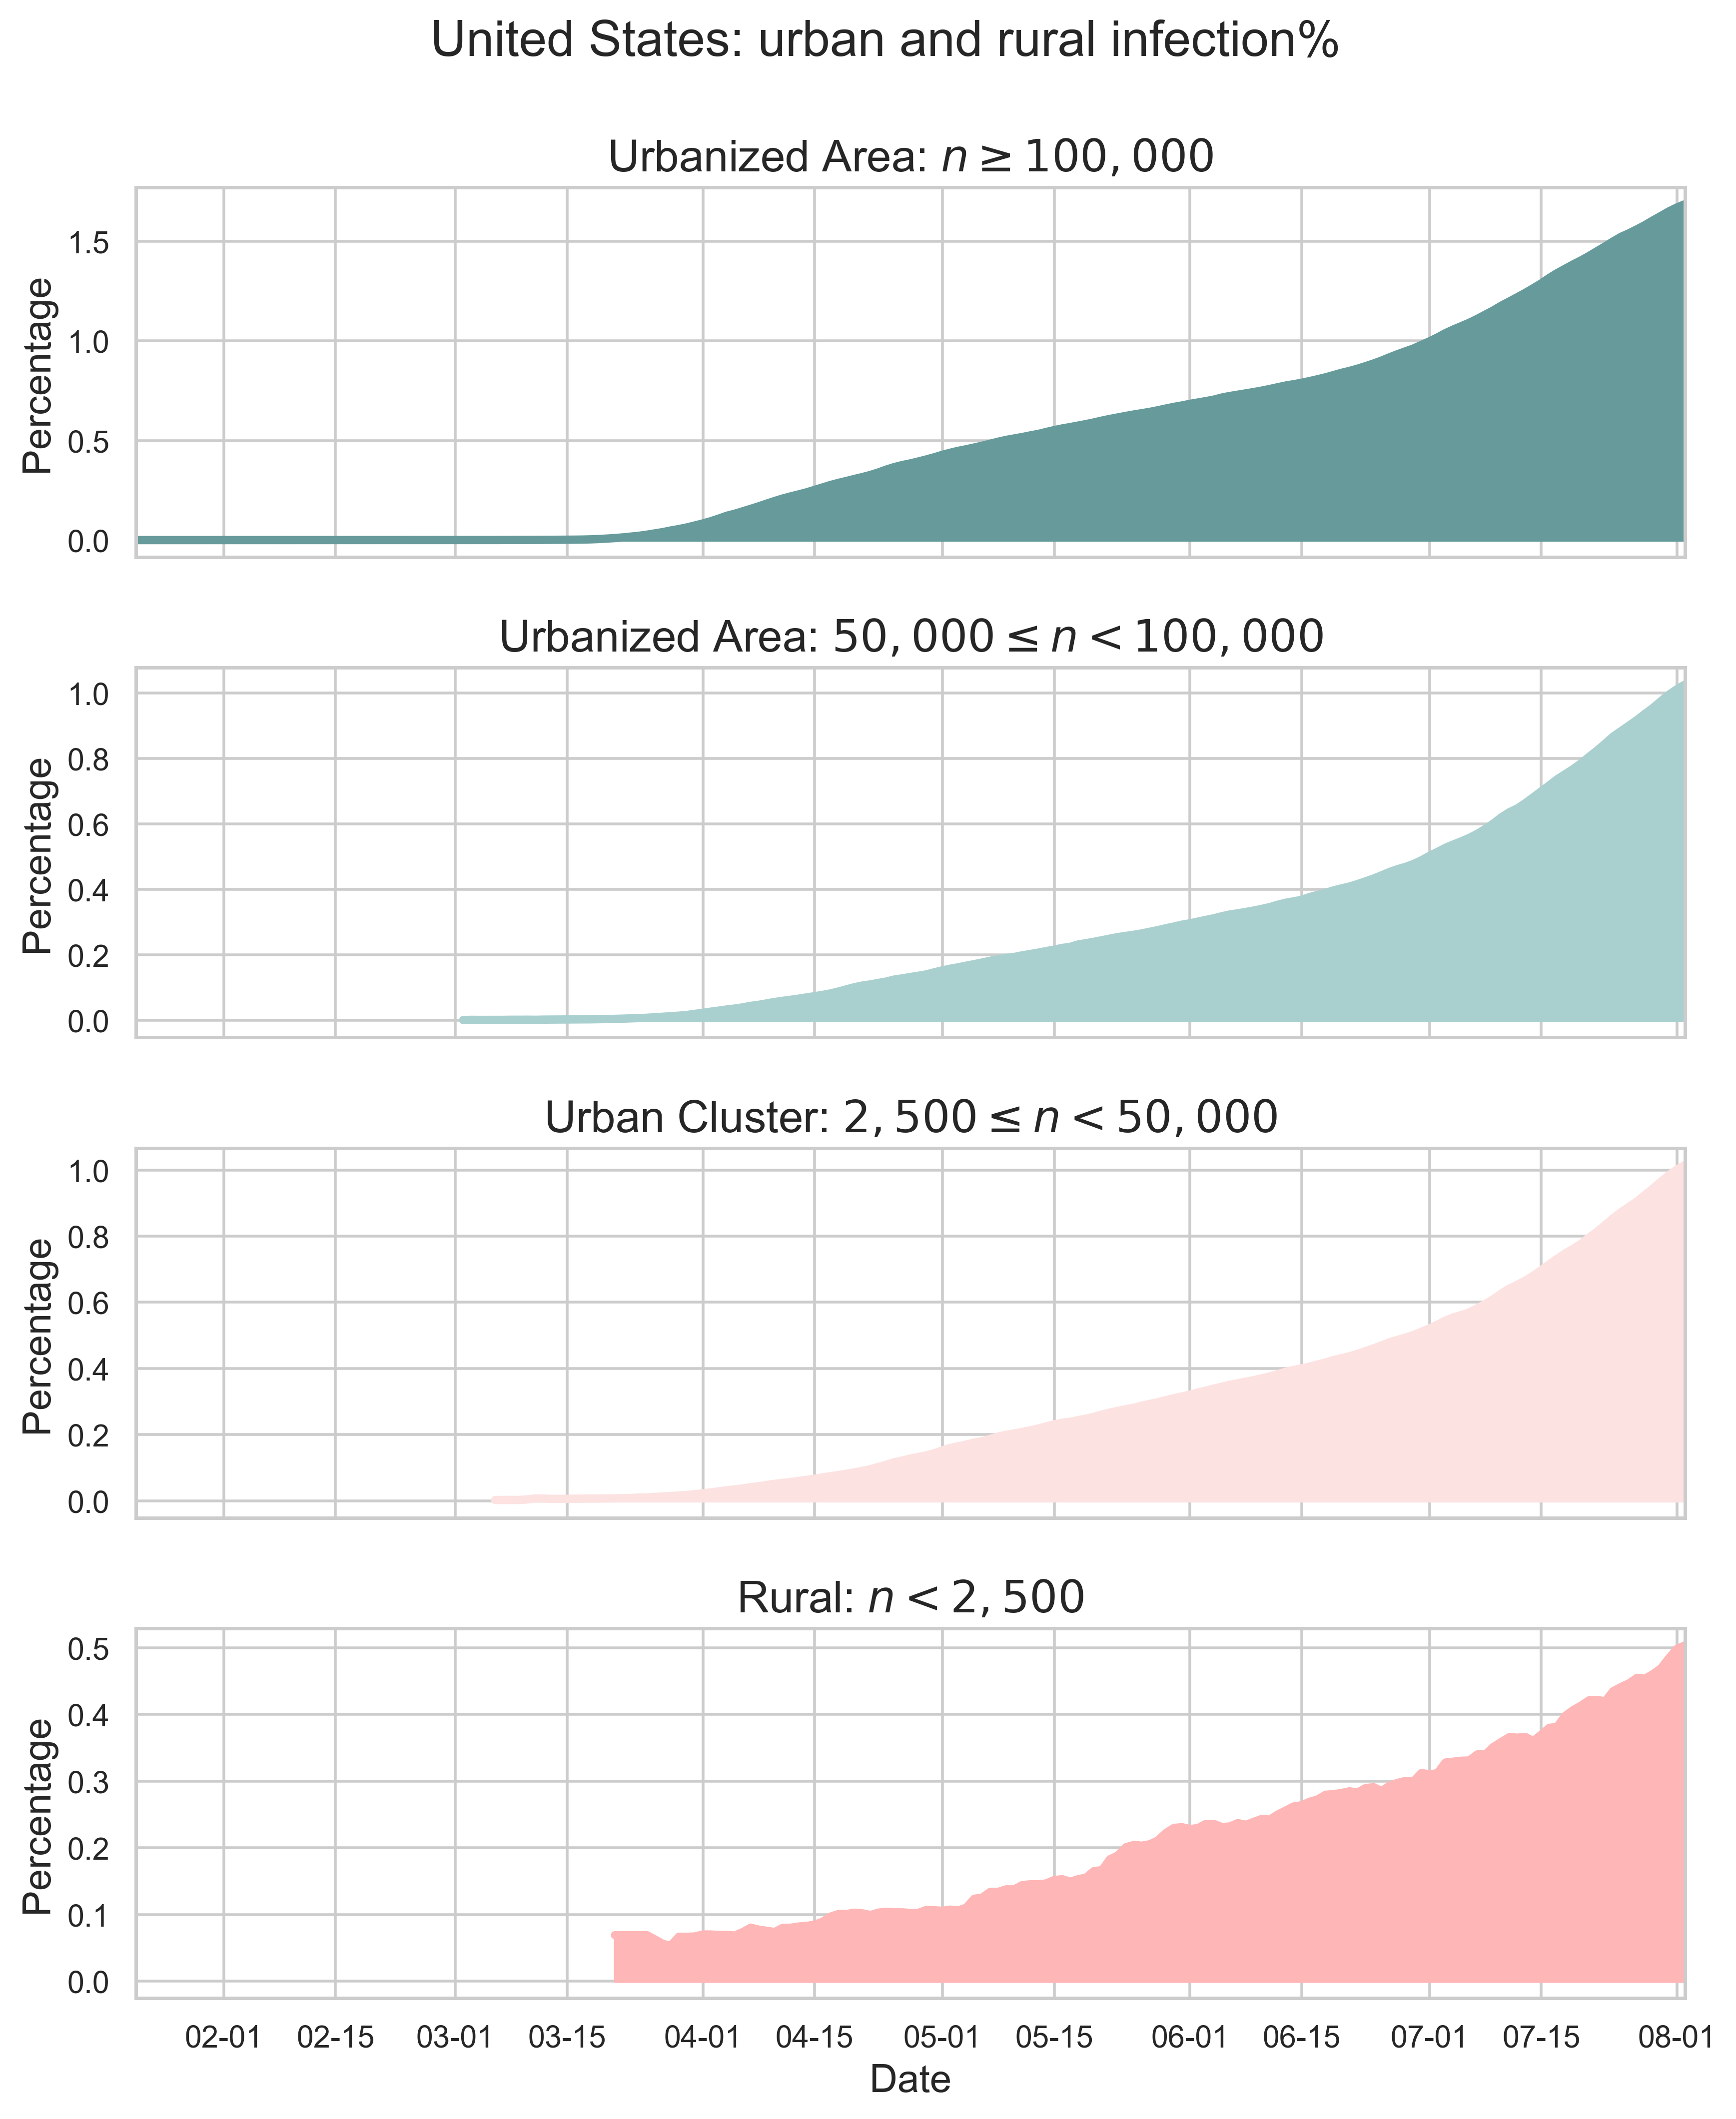 United States: urban and rural infection%
Urbanized Area: n ≥ 100, 000
1.5
1.0
0.5
0.0
Percentage
Urbanized Area: 50, 000 ≤ n < 100, 000
1.0
0.8
0.6
0.4
0.2
0.0
Percentage
Urban Cluster: 2, 500 ≤ n < 50, 000
1.0
0.8
0.6
0.4
0.2
0.0
Percentage
Rural: n < 2, 500
0.5
0.4
0.3
0.2
0.1
0.0
Percentage
02-01 02-15 03-01 03-15 04-01 04-15 05-01 05-15 06-01 06-15 07-01 07-15 08-01
Date